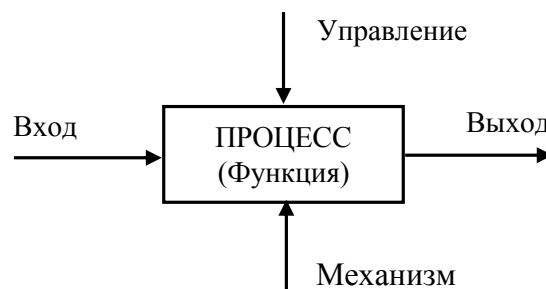 Управление
Вход
ПРОЦЕСС
(Функция)
Выход
Механизм